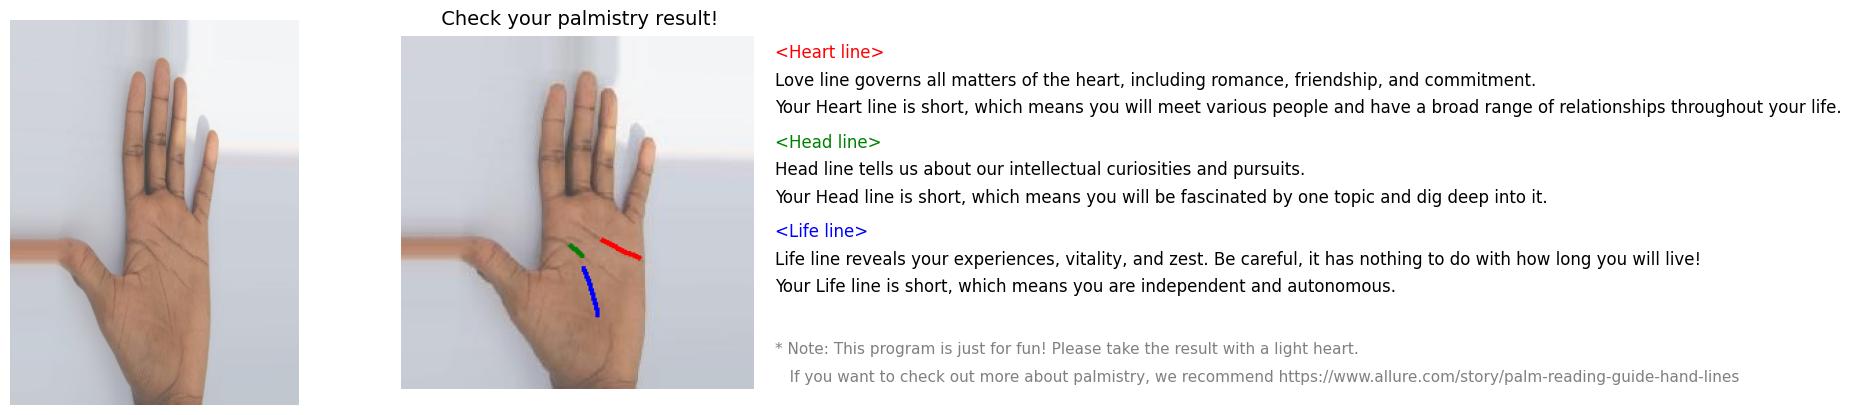 Check your palmistry result!
<Heart line>
Love line governs all matters of the heart, including romance, friendship, and commitment.
Your Heart line is short, which means you will meet various people and have a broad range of relationships throughout your life.
<Head line>
Head line tells us about our intellectual curiosities and pursuits.
Your Head line is short, which means you will be fascinated by one topic and dig deep into it.
<Life line>
Life line reveals your experiences, vitality, and zest. Be careful, it has nothing to do with how long you will live!
Your Life line is short, which means you are independent and autonomous.
* Note: This program is just for fun! Please take the result with a light heart.
If you want to check out more about palmistry, we recommend https://www.allure.com/story/palm-reading-guide-hand-lines